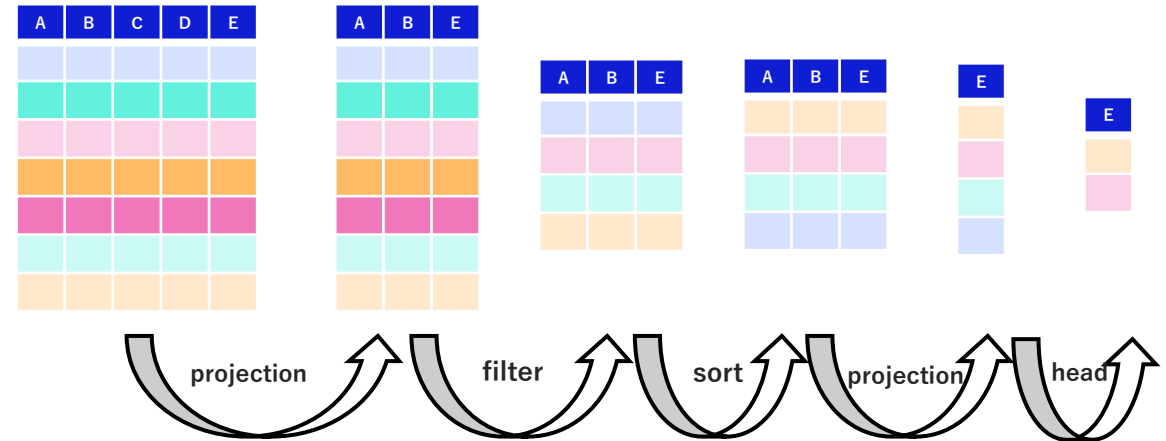 A B C D E
A B E
A B E
A B E
E
E
projection
filter
sort
projection
head